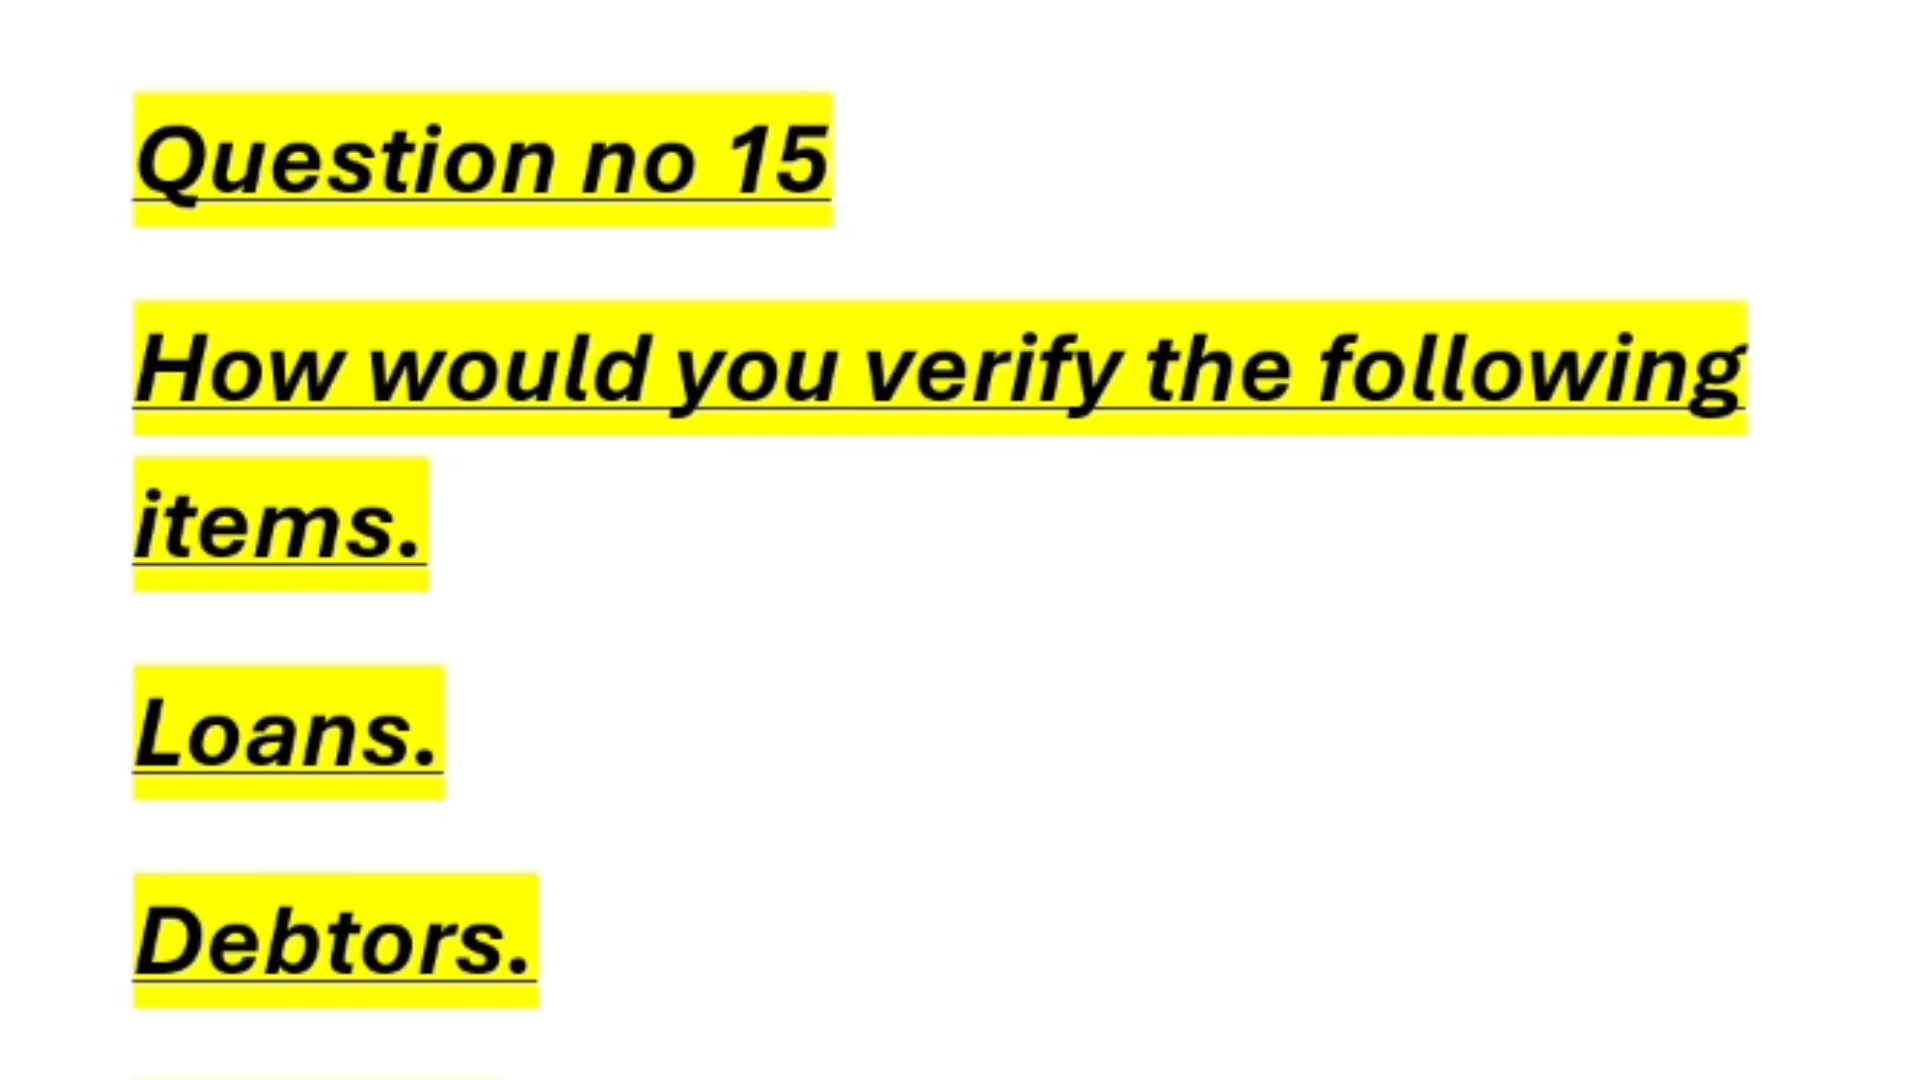 Question no 15
How would you verify the following
items.
Loans.
Debtors.